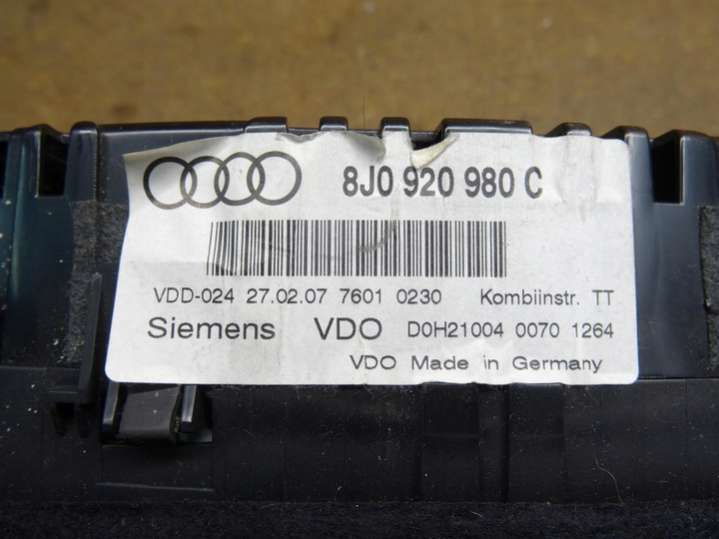 8J0 920 980 C
VDD-024 27.02.07 7601 0230 Kombiinstr. TT
Siemens VDO D0H21004 0070 1264
VDO Made in Germany